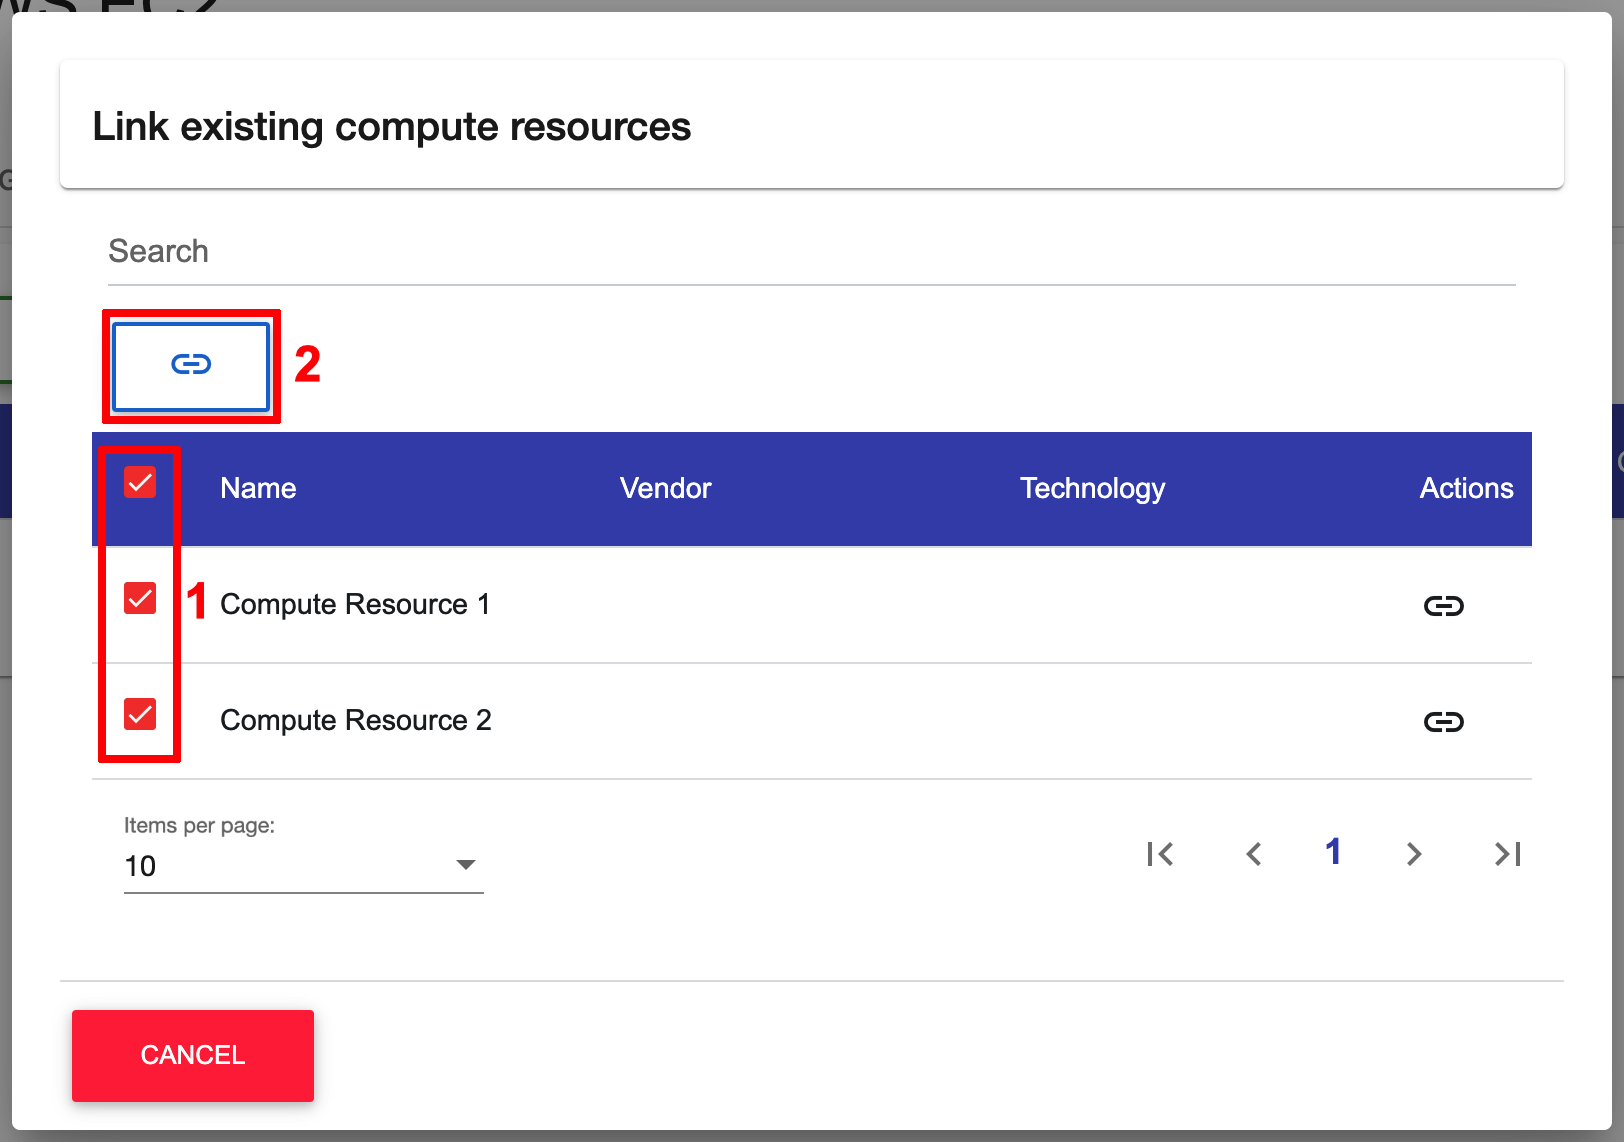 Link existing compute resources
Search
2
Name Vendor Technology Actions
1 Compute Resource 1
Compute Resource 2
Items per page:
10
1
CANCEL